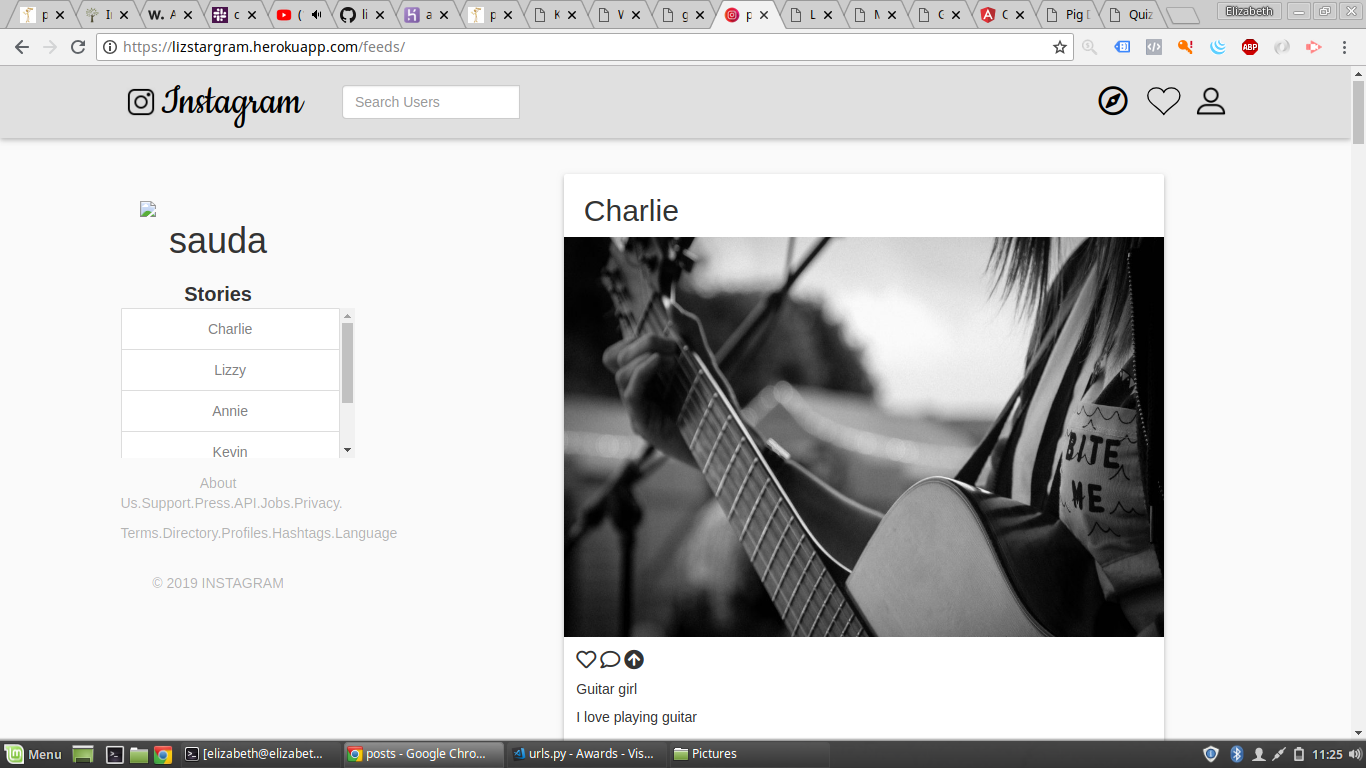 p
Iı
W. A
c
(
li
a
p
K
W
g
p
L
M
G
C
Pig D
Quiz
Elizabeth
https://lizstargram.herokuapp.com/feeds/
ABP
Instagram
Search Users
sauda
Stories
Charlie
Lizzy
Annie
Kevin
About
Us.Support.Press.API.Jobs.Privacy.
Terms.Directory.Profiles.Hashtags.Language
© 2019 INSTAGRAM
Charlie
BITE
ME
Guitar girl
I love playing guitar
Menu
[elizabeth@elizabet...
posts - Google Chro...
urls.py - Awards - Vis...
Pictures
11:25